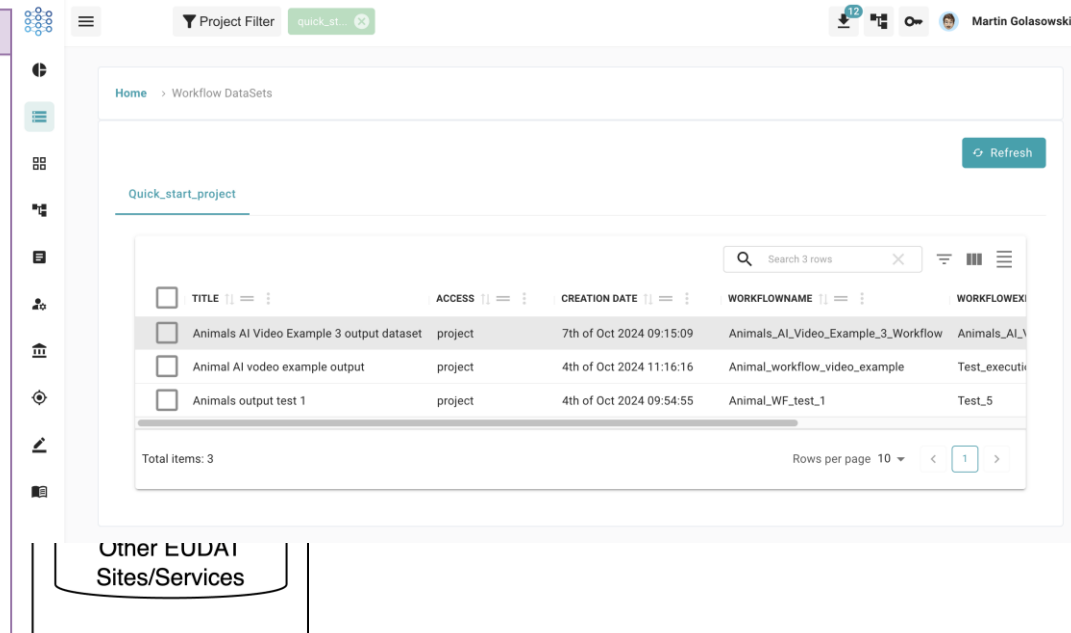 Project Filter
quick_st...
12
Martin Golasowski
Home > Workflow DataSets
Refresh
Quick_start_project
Search 3 rows
TITLE ACCESS CREATION DATE WORKFLOWNAME WORKFLOWEXE
Animals AI Video Example 3 output dataset project 7th of Oct 2024 09:15:09 Animals_AI_Video_Example_3_Workflow Animals_AI_V
Animal AI vodeo example output project 4th of Oct 2024 11:16:16 Animal_workflow_video_example Test_executi
Animals output test 1 project 4th of Oct 2024 09:54:55 Animal_WF_test_1 Test_5
Total items: 3
Rows per page 10 < 1 >
Other EUDAT
Sites/Services